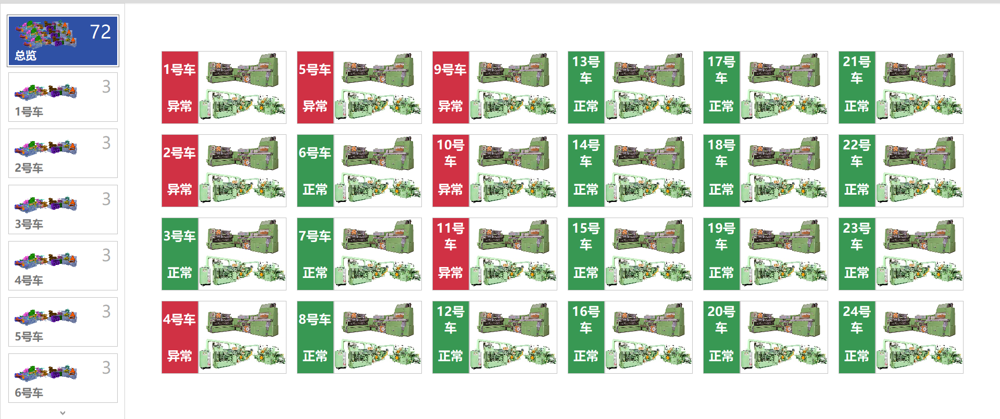 72
总览
3
1号车
3
2号车
3
3号车
3
4号车
3
5号车
3
6号车
1号车
异常
5号车
异常
9号车
异常
13号
车
正常
17号
车
正常
21号
车
正常
2号车
异常
6号车
正常
10号
车
异常
14号
车
正常
18号
车
正常
22号
车
正常
3号车
正常
7号车
正常
11号
车
异常
15号
车
正常
19号
车
正常
23号
车
正常
4号车
异常
8号车
正常
12号
车
正常
16号
车
正常
20号
车
正常
24号
车
正常